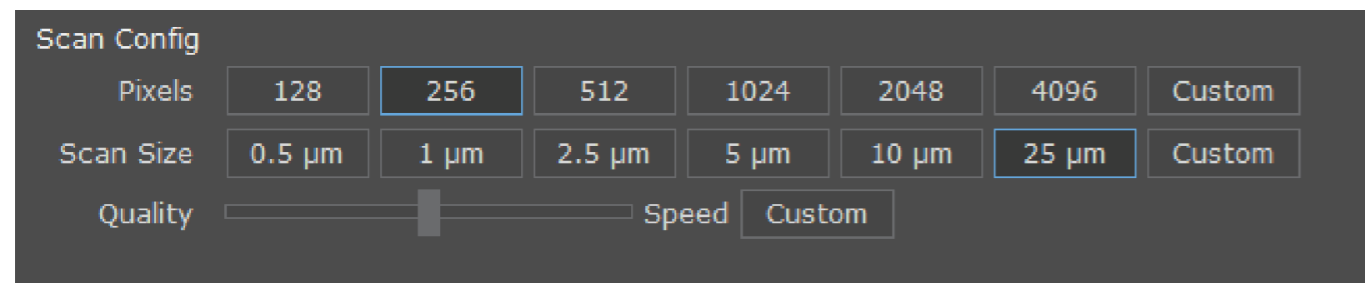 Scan Config
Pixels 128 256 512 1024 2048 4096 Custom
Scan Size 0.5 µm 1 µm 2.5 µm 5 µm 10 µm 25 µm Custom
Quality Speed Custom